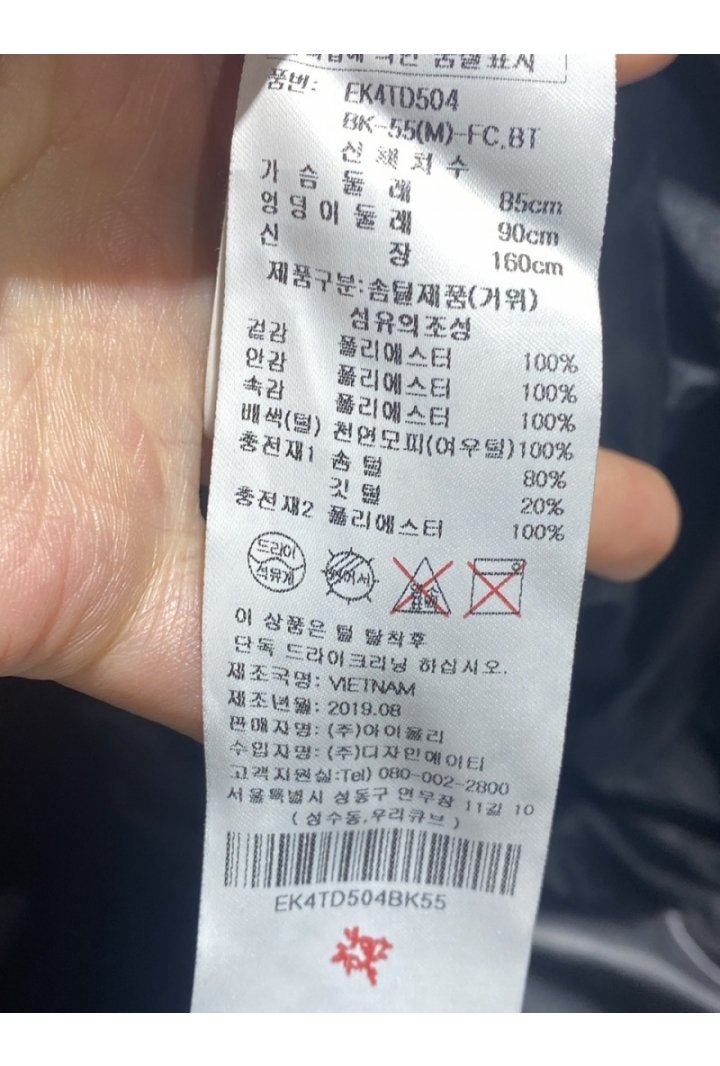 품질표시
품번: EK4TD504
BK-55(M)-FC.BT
신체치수
가슴둘레 85cm
엉덩이둘레 90cm
신장 160cm
제품구분:솜털제품(거위)
섬유의조성
겉감 폴리에스터 100%
안감 폴리에스터 100%
속감 폴리에스터 100%
배색(털) 천연모피(여우털)100%
충전재1 솜털 80%
깃털 20%
충전재2 폴리에스터 100%
드라이
석유계
이 상품은 털 탈착후
단독 드라이크리닝 하십시오.
제조국명: VIETNAM
제조년월: 2019.08
판매자명: (주)아이올리
수입자명: (주)디자인에이티
고객지원실:Tel) 080-002-2800
서울특별시 성동구 연무장 11길 10
(성수동,우리큐브)
EK4TD504BK55